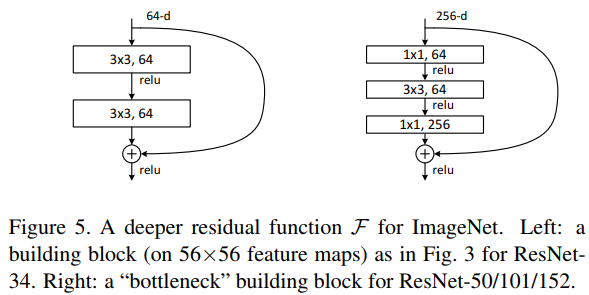 64-d
3x3, 64
relu
3x3, 64
+
relu
256-d
1x1, 64
relu
3x3, 64
relu
1x1, 256
+
relu
Figure 5. A deeper residual function F for ImageNet. Left: a
building block (on 56×56 feature maps) as in Fig. 3 for ResNet-
34. Right: a “bottleneck” building block for ResNet-50/101/152.